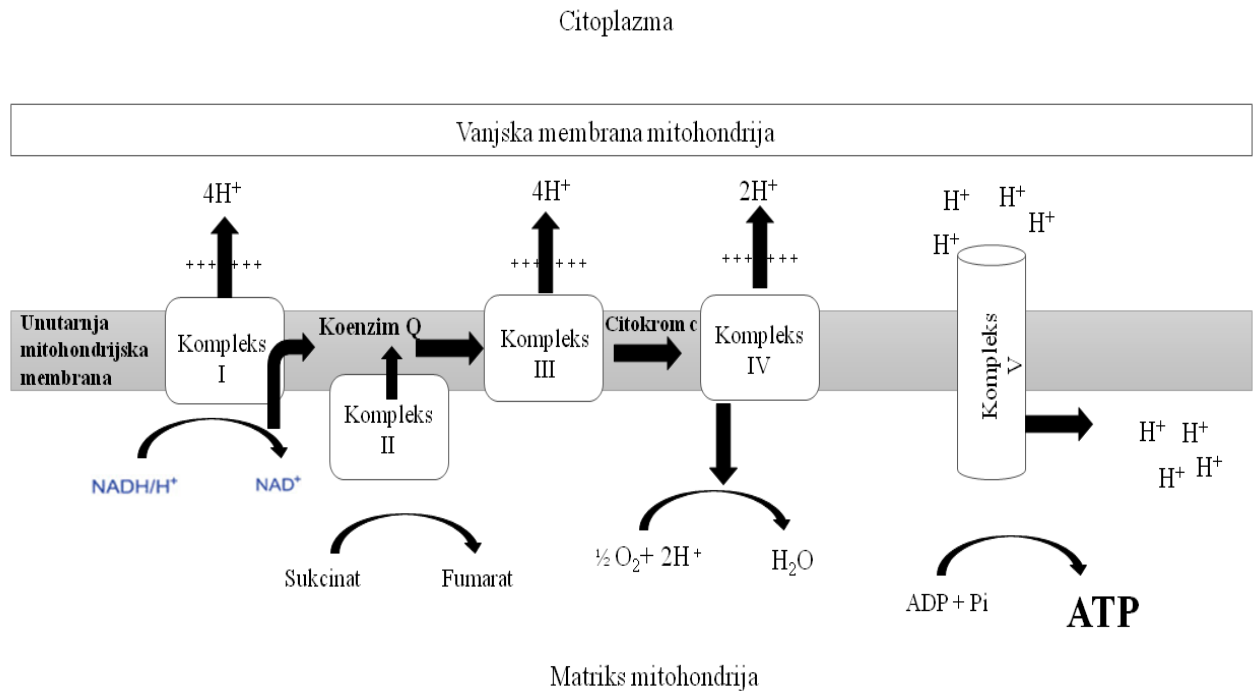 Citoplazma
Vanjska membrana mitohondrija
4H⁺
4H⁺
2H⁺
H⁺
H⁺
H⁺
H⁺
+++ +++
+++ +++
+++ +++
Unutarnja
mitohondrijska
membrana
Kompleks
I
Koenzim Q
Kompleks
II
Kompleks
III
Citokrom c
Kompleks
IV
Kompleks
V
H⁺
H⁺
H⁺
H⁺
NADH/H⁺
NAD⁺
Sukcinat
Fumarat
½ O₂+ 2H⁺
H₂O
ADP + Pi
ATP
Matriks mitohondrija